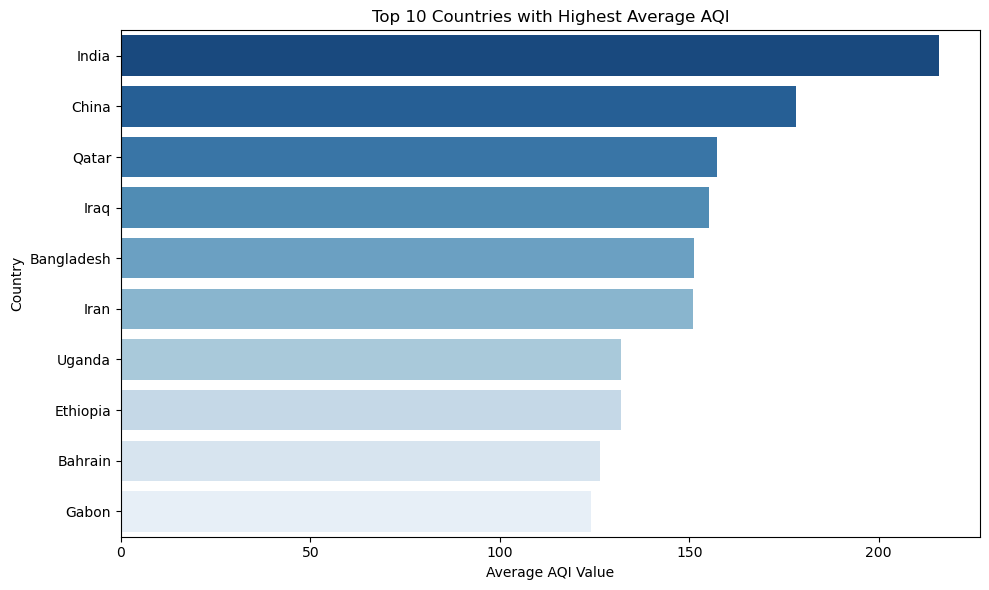 Top 10 Countries with Highest Average AQI
Country
India
China
Qatar
Iraq
Bangladesh
Iran
Uganda
Ethiopia
Bahrain
Gabon
0 50 100 150 200
Average AQI Value